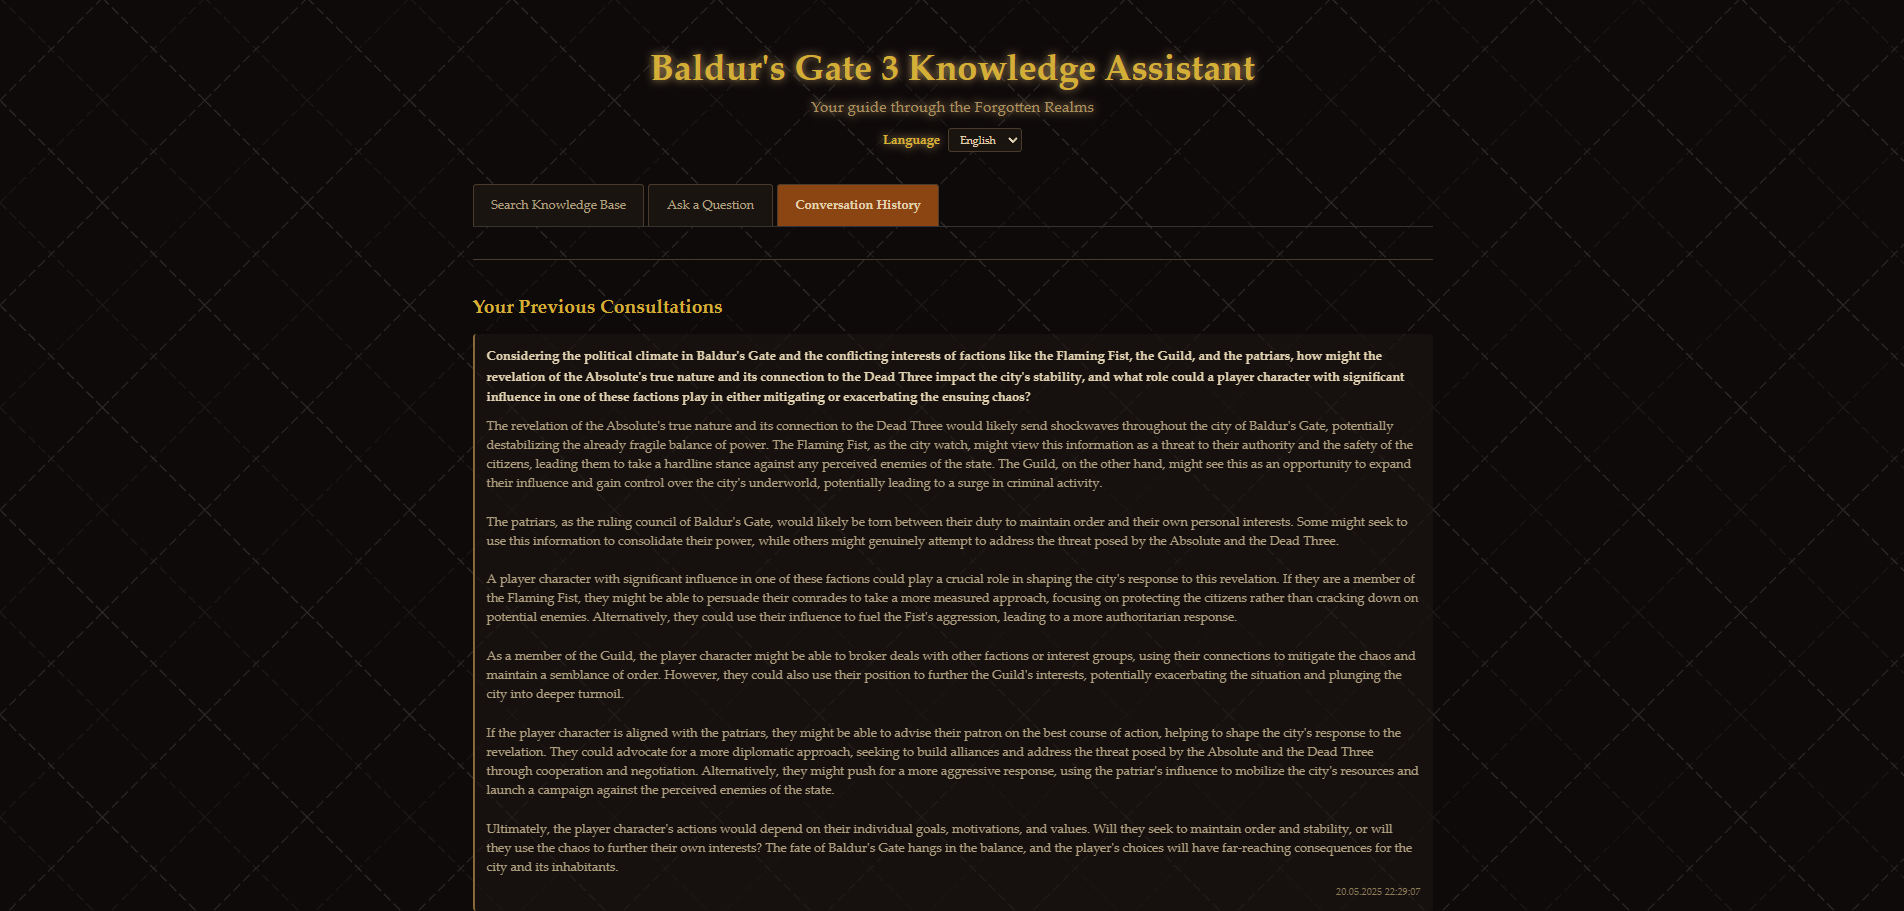 Baldur's Gate 3 Knowledge Assistant
Your guide through the Forgotten Realms
Language English
Search Knowledge Base Ask a Question Conversation History
Your Previous Consultations
Considering the political climate in Baldur's Gate and the conflicting interests of factions like the Flaming Fist, the Guild, and the patriars, how might the
revelation of the Absolute's true nature and its connection to the Dead Three impact the city's stability, and what role could a player character with significant
influence in one of these factions play in either mitigating or exacerbating the ensuing chaos?
The revelation of the Absolute's true nature and its connection to the Dead Three would likely send shockwaves throughout the city of Baldur's Gate, potentially
destabilizing the already fragile balance of power. The Flaming Fist, as the city watch, might view this information as a threat to their authority and the safety of the
citizens, leading them to take a hardline stance against any perceived enemies of the state. The Guild, on the other hand, might see this as an opportunity to expand
their influence and gain control over the city's underworld, potentially leading to a surge in criminal activity.
The patriars, as the ruling council of Baldur's Gate, would likely be torn between their duty to maintain order and their own personal interests. Some might seek to
use this information to consolidate their power, while others might genuinely attempt to address the threat posed by the Absolute and the Dead Three.
A player character with significant influence in one of these factions could play a crucial role in shaping the city's response to this revelation. If they are a member of
the Flaming Fist, they might be able to persuade their comrades to take a more measured approach, focusing on protecting the citizens rather than cracking down on
potential enemies. Alternatively, they could use their influence to fuel the Fist's aggression, leading to a more authoritarian response.
As a member of the Guild, the player character might be able to broker deals with other factions or interest groups, using their connections to mitigate the chaos and
maintain a semblance of order. However, they could also use their position to further the Guild's interests, potentially exacerbating the situation and plunging the
city into deeper turmoil.
If the player character is aligned with the patriars, they might be able to advise their patron on the best course of action, helping to shape the city's response to the
revelation. They could advocate for a more diplomatic approach, seeking to build alliances and address the threat posed by the Absolute and the Dead Three
through cooperation and negotiation. Alternatively, they might push for a more aggressive response, using the patriar's influence to mobilize the city's resources and
launch a campaign against the perceived enemies of the state.
Ultimately, the player character's actions would depend on their individual goals, motivations, and values. Will they seek to maintain order and stability, or will
they use the chaos to further their own interests? The fate of Baldur's Gate hangs in the balance, and the player's choices will have far-reaching consequences for the
city and its inhabitants.
20.05.2025 22:29:07